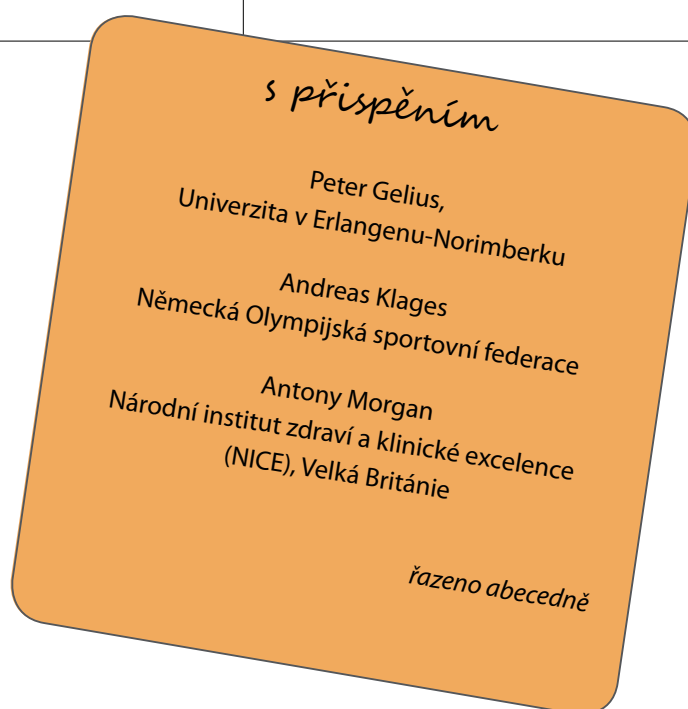 s přispěním
Peter Gelius,
Univerzita v Erlangenu-Norimberku
Andreas Klages
Německá Olympijská sportovní federace
Antony Morgan
Národní institut zdraví a klinické excelence
(NICE), Velká Británie
řazeno abecedně